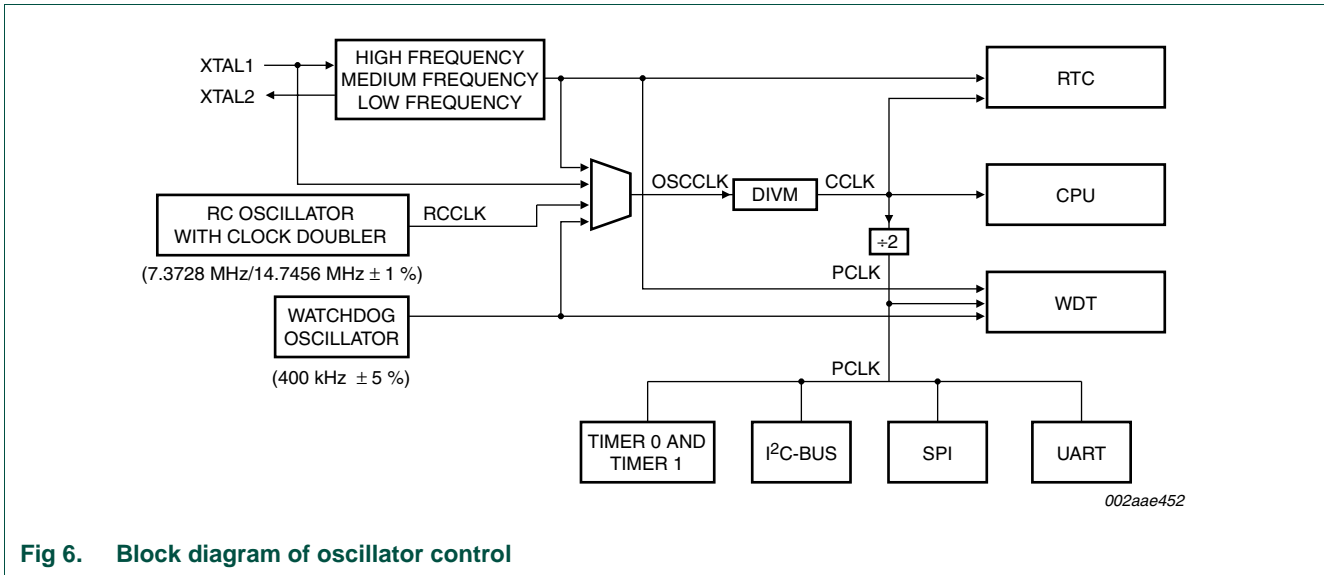 XTAL1
XTAL2
HIGH FREQUENCY
MEDIUM FREQUENCY
LOW FREQUENCY
RTC
OSCCLK
DIVM
CCLK
CPU
RC OSCILLATOR
WITH CLOCK DOUBLER
RCCLK
(7.3728 MHz/14.7456 MHz ± 1 %)
÷2
PCLK
WDT
WATCHDOG
OSCILLATOR
(400 kHz ± 5 %)
PCLK
TIMER 0 AND
TIMER 1
I²C-BUS
SPI
UART
002aae452
Fig 6. Block diagram of oscillator control